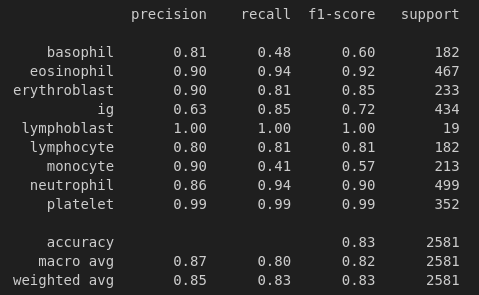 precision recall f1-score support
basophil 0.81 0.48 0.60 182
eosinophil 0.90 0.94 0.92 467
erythroblast 0.90 0.81 0.85 233
ig 0.63 0.85 0.72 434
lymphoblast 1.00 1.00 1.00 19
lymphocyte 0.80 0.81 0.81 182
monocyte 0.90 0.41 0.57 213
neutrophil 0.86 0.94 0.90 499
platelet 0.99 0.99 0.99 352
accuracy 0.83 2581
macro avg 0.87 0.80 0.82 2581
weighted avg 0.85 0.83 0.83 2581